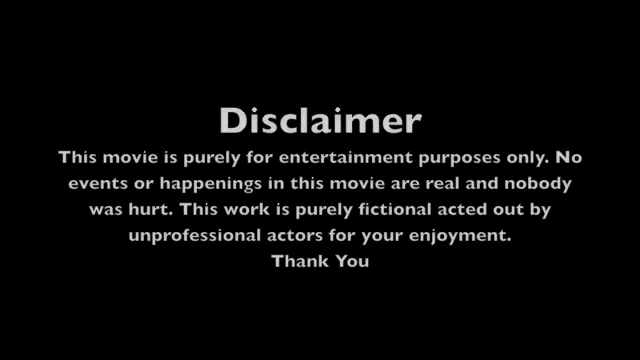 Disclaimer
This movie is purely for entertainment purposes only. No
events or happenings in this movie are real and nobody
was hurt. This work is purely fictional acted out by
unprofessional actors for your enjoyment.
Thank You